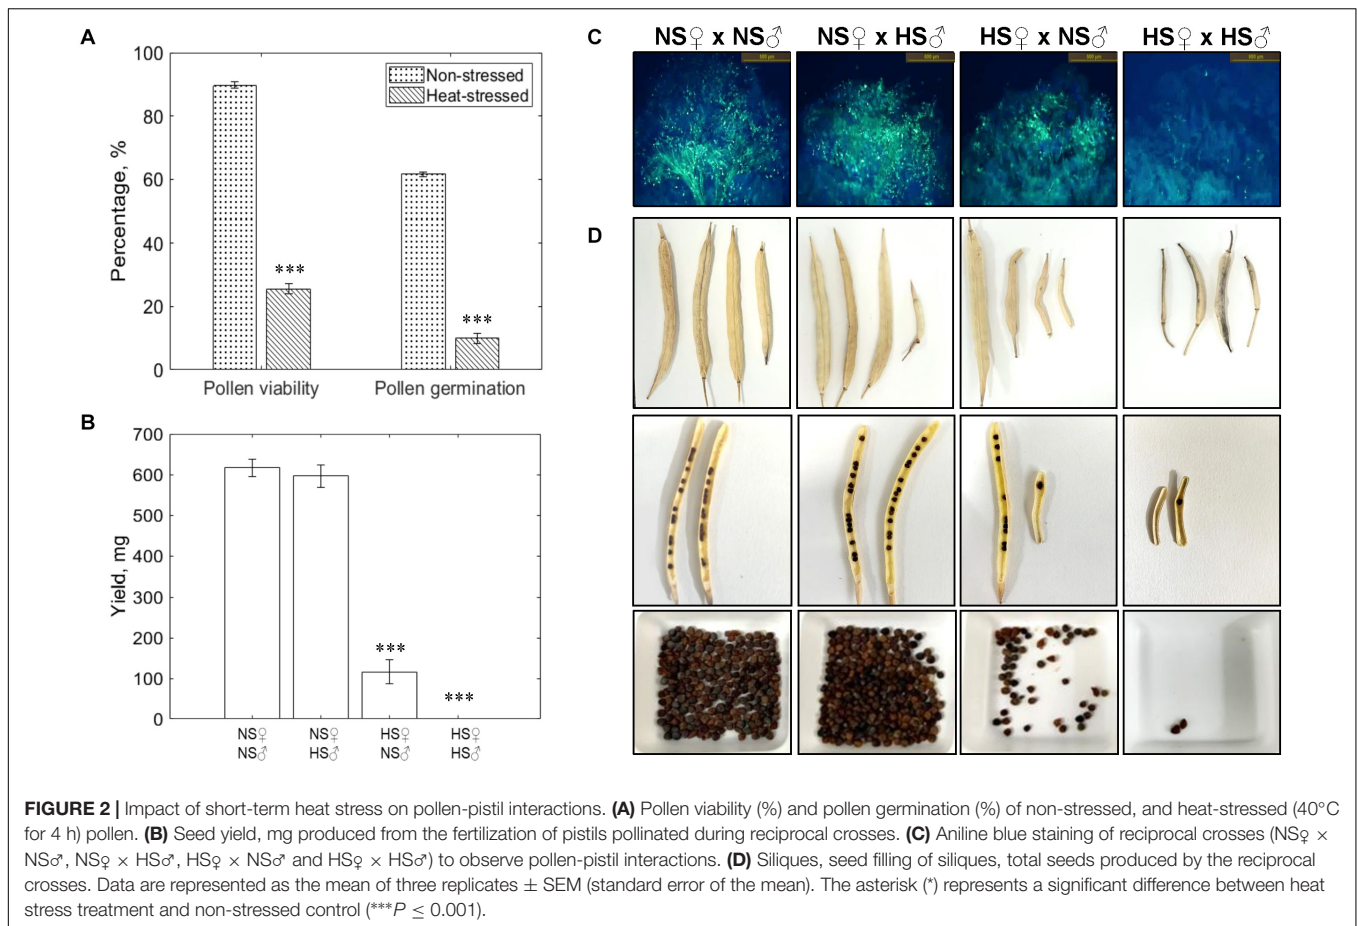 A
100
80
60
40
20
0
Percentage, %
Non-stressed
Heat-stressed
***
***
Pollen viability
Pollen germination
B
700
600
500
400
300
200
100
0
Yield, mg
***
***
NS♀ NS♀ HS♀ HS♀
NS♂ HS♂ NS♂ HS♂
C
NS♀ x NS♂ NS♀ x HS♂ HS♀ x NS♂ HS♀ x HS♂
D
FIGURE 2 | Impact of short-term heat stress on pollen-pistil interactions. (A) Pollen viability (%) and pollen germination (%) of non-stressed, and heat-stressed (40°C
for 4 h) pollen. (B) Seed yield, mg produced from the fertilization of pistils pollinated during reciprocal crosses. (C) Aniline blue staining of reciprocal crosses (NS♀ ×
NS♂, NS♀ × HS♂, HS♀ × NS♂ and HS♀ × HS♂) to observe pollen-pistil interactions. (D) Siliques, seed filling of siliques, total seeds produced by the reciprocal
crosses. Data are represented as the mean of three replicates ± SEM (standard error of the mean). The asterisk (*) represents a significant difference between heat
stress treatment and non-stressed control (***P ≤ 0.001).